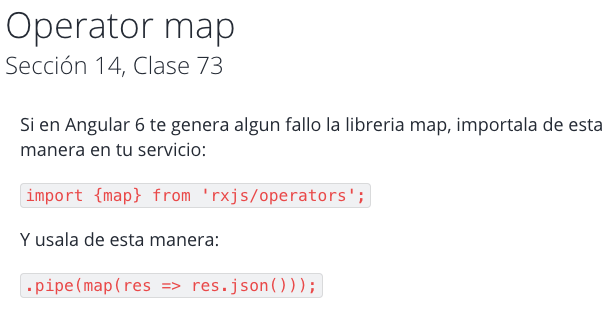 Operator map
Sección 14, Clase 73
Si en Angular 6 te genera algun fallo la libreria map, importala de esta
manera en tu servicio:
import {map} from 'rxjs/operators';
Y usala de esta manera:
.pipe(map(res => res.json()));